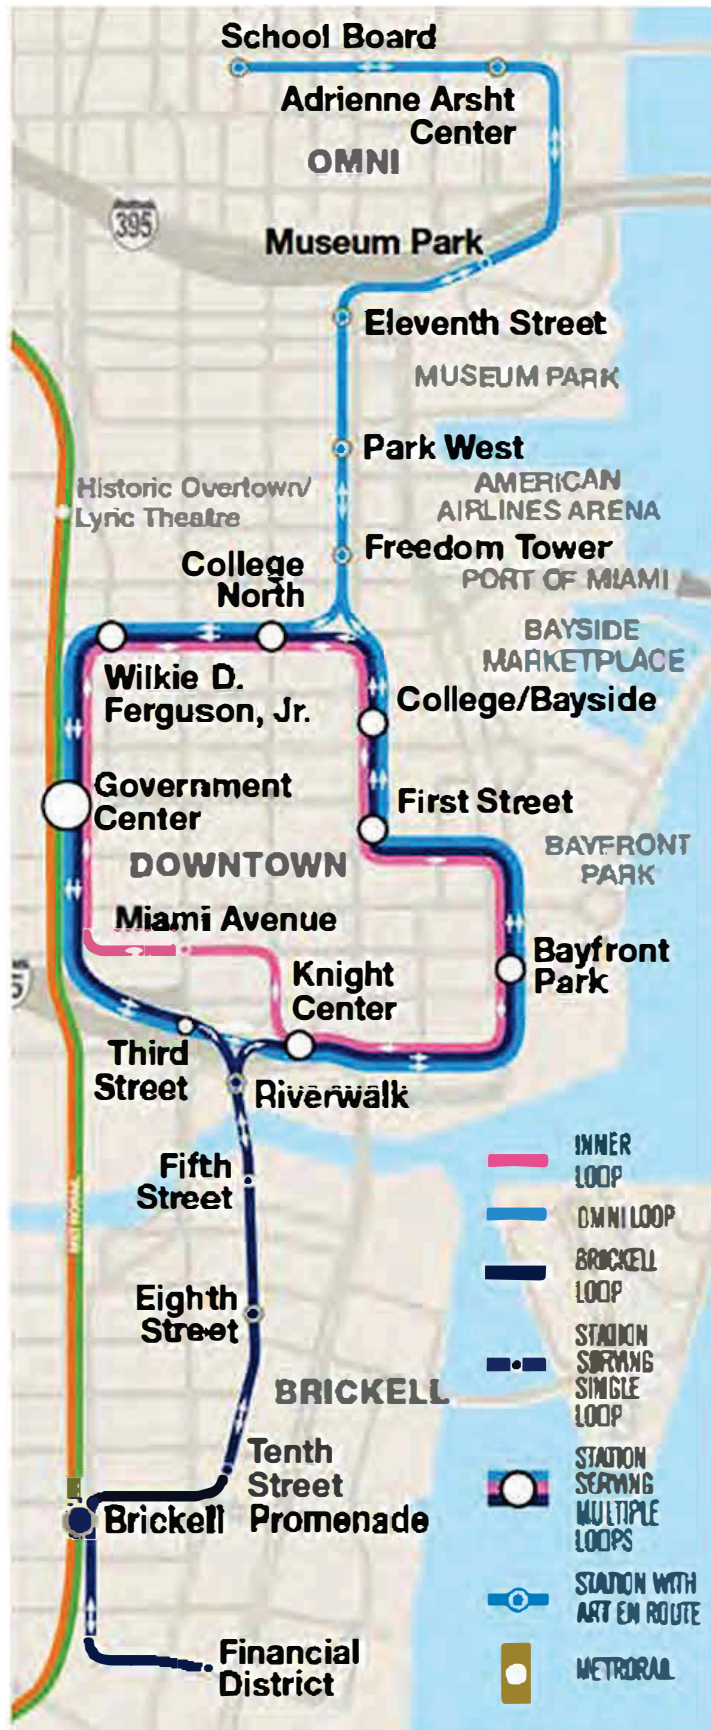 School Board
Adrienne Arsht
Center
OMNI
395
Museum Park
Eleventh Street
MUSEUM PARK
Park West
Historic Overtown/
Lyric Theatre
AMERICAN
AIRLINES ARENA
Freedom Tower
College
North
PORT OF MIAMI
BAYSIDE
MARKETPLACE
Wilkie D.
Ferguson, Jr.
College/Bayside
Government
Center
First Street
DOWNTOWN
BAYFRONT
PARK
Miami Avenue
Knight
Center
Bayfront
Park
Third
Street
Riverwalk
Fifth
Street
Eighth
Street
BRICKELL
Tenth
Street
Promenade
Brickell
Financial
District
INNER
LOOP
OMNI LOOP
BRICKELL
LOOP
STATION
SERVING
SINGLE
LOOP
STATION
SERVING
MULTIPLE
LOOPS
STATION WITH
ART EN ROUTE
METRORAIL